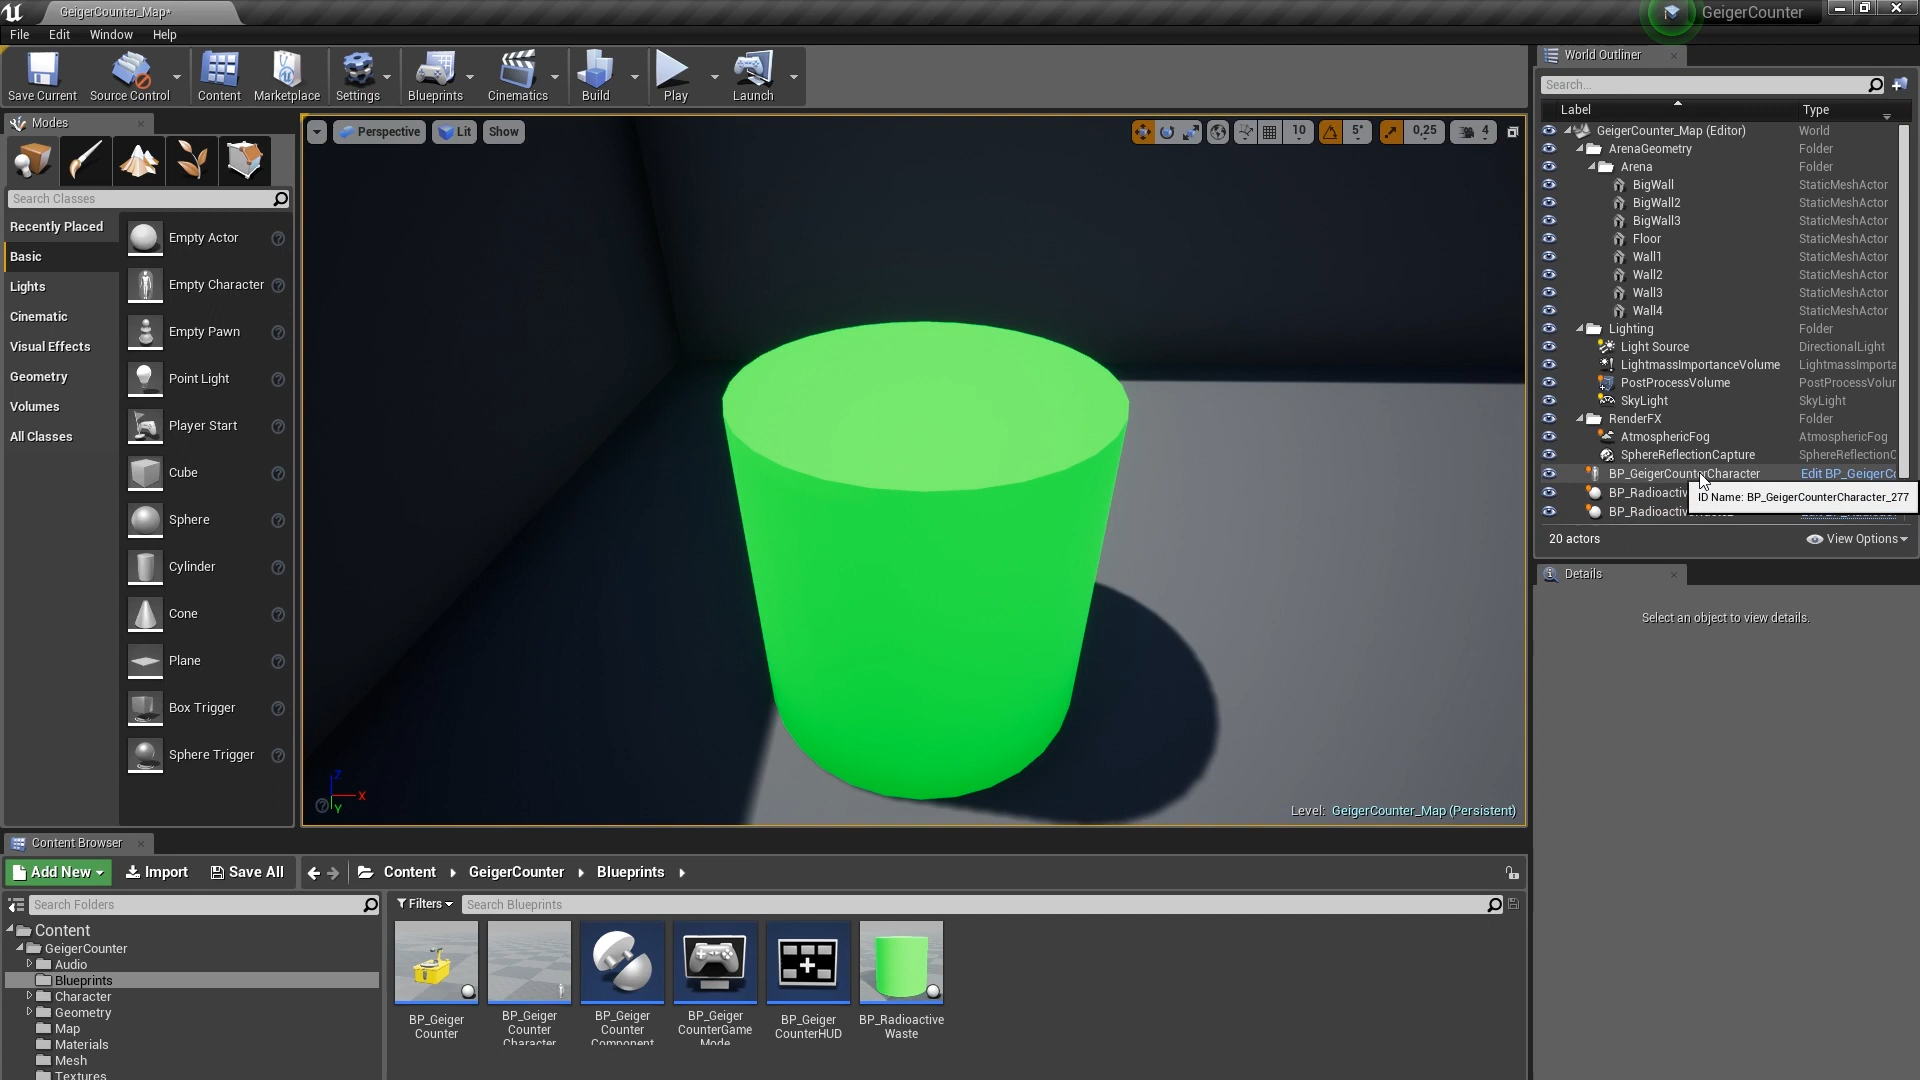 GeigerCounter_Map*
GeigerCounter
File Edit Window Help
Save Current
Source Control
Content
Marketplace
Settings
Blueprints
Cinematics
Build
Play
Launch
Modes
Search Classes
Recently Placed
Basic
Lights
Cinematic
Visual Effects
Geometry
Volumes
All Classes
Empty Actor
Empty Character
Empty Pawn
Point Light
Player Start
Cube
Sphere
Cylinder
Cone
Plane
Box Trigger
Sphere Trigger
Perspective
Lit
Show
10
5°
0,25
4
Z
X
Y
Level: GeigerCounter_Map (Persistent)
World Outliner
Search...
Label Type
GeigerCounter_Map (Editor) World
ArenaGeometry Folder
Arena Folder
BigWall StaticMeshActor
BigWall2 StaticMeshActor
BigWall3 StaticMeshActor
Floor StaticMeshActor
Wall1 StaticMeshActor
Wall2 StaticMeshActor
Wall3 StaticMeshActor
Wall4 StaticMeshActor
Lighting Folder
Light Source DirectionalLight
LightmassImportanceVolume LightmassImporta
PostProcessVolume PostProcessVolur
SkyLight SkyLight
RenderFX Folder
AtmosphericFog AtmosphericFog
SphereReflectionCapture SphereReflectionC
BP_GeigerCounterCharacter Edit BP_GeigerCo
BP_Radioactiv
ID Name: BP_GeigerCounterCharacter_277
BP_Radioactiv
20 actors
View Options
Details
Select an object to view details.
Content Browser
Add New
Import
Save All
Content
GeigerCounter
Blueprints
Search Folders
Filters
Search Blueprints
Content
GeigerCounter
Audio
Blueprints
Character
Geometry
Map
Materials
Mesh
Textures
BP_Geiger
Counter
BP_Geiger
Counter
Character
BP_Geiger
Counter
Component
BP_Geiger
CounterGame
Mode
BP_Geiger
CounterHUD
BP_Radioactive
Waste